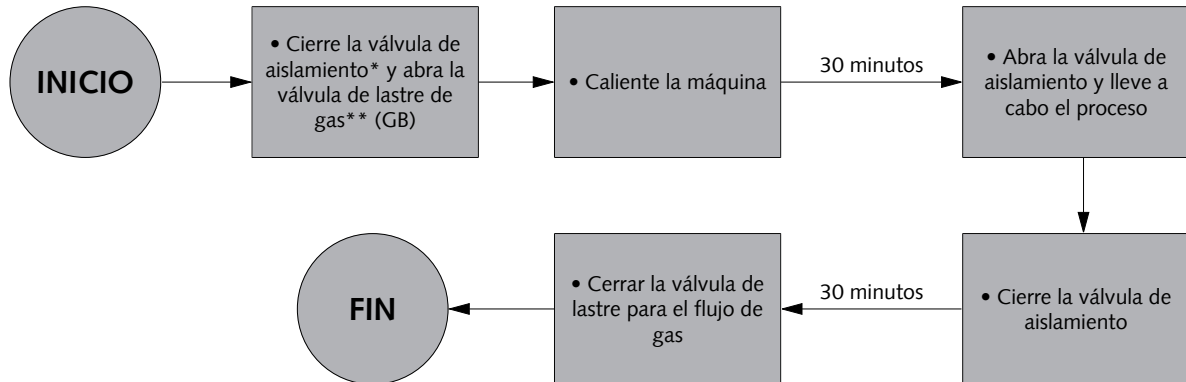 INICIO
• Cierre la válvula de
aislamiento* y abra la
válvula de lastre de
gas** (GB)
• Caliente la máquina
30 minutos
• Abra la válvula de
aislamiento y lleve a
cabo el proceso
• Cierre la válvula de
aislamiento
30 minutos
• Cerrar la válvula de
lastre para el flujo de
gas
FIN